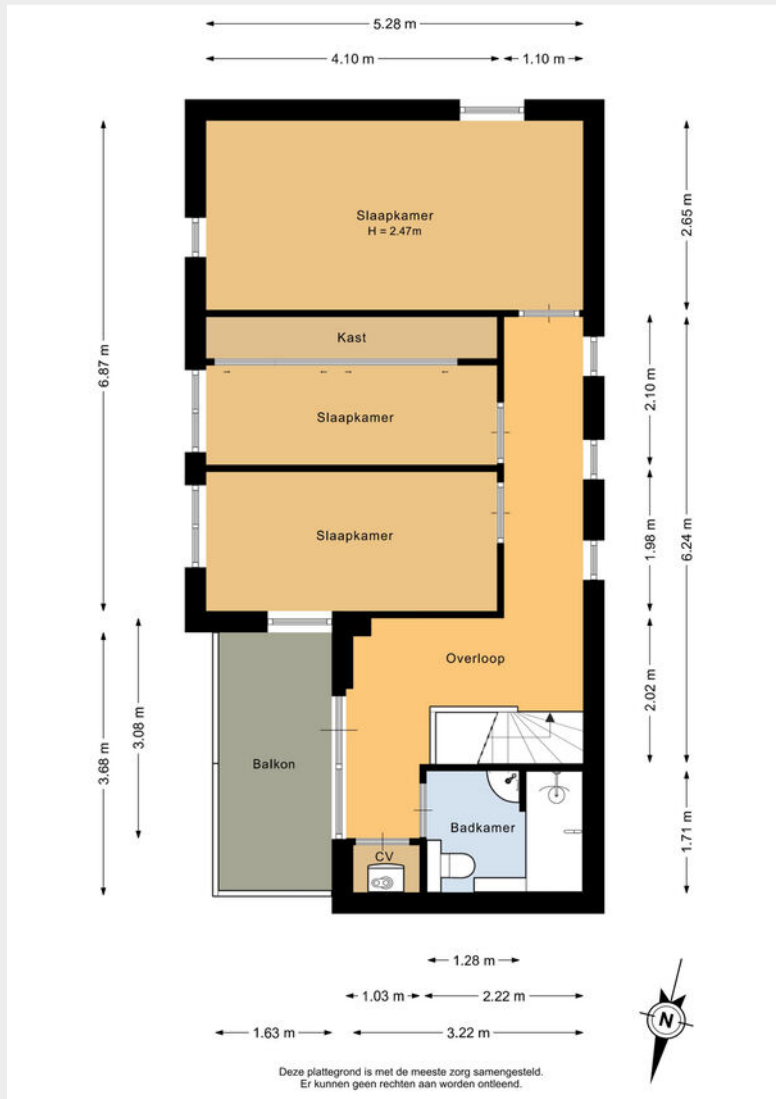 5.28 m
4.10 m
1.10 m
Slaapkamer
H = 2.47m
2.65 m
Kast
6.87 m
2.10 m
Slaapkamer
Slaapkamer
1.98 m
6.24 m
Overloop
2.02 m
3.08 m
3.68 m
Balkon
Badkamer
1.71 m
CV
1.28 m
1.03 m
2.22 m
1.63 m
3.22 m
N
Deze plattegrond is met de meeste zorg samengesteld.
Er kunnen geen rechten aan worden ontleend.